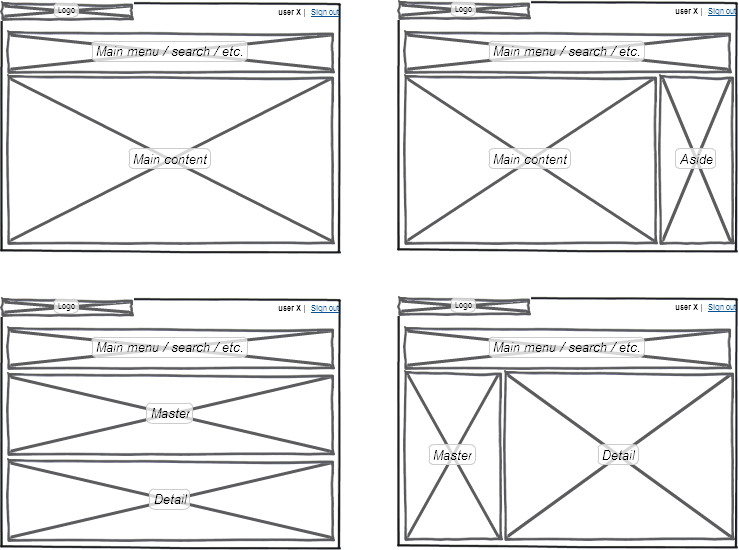 Logo
user X | Sign out
Main menu / search / etc.
Main content
Logo
user X | Sign out
Main menu / search / etc.
Main content
Aside
Logo
user X | Sign out
Main menu / search / etc.
Master
Detail
Logo
user X | Sign out
Main menu / search / etc.
Master
Detail